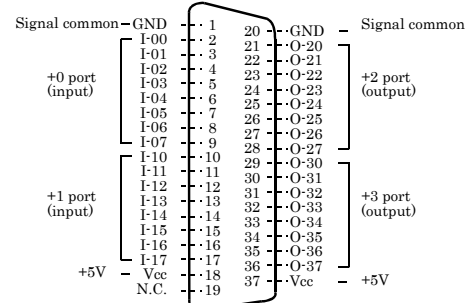 Signal common GND 1
I-00 2
I-01 3
I-02 4
+0 port (input) I-03 5
I-04 6
I-05 7
I-06 8
I-07 9
I-10 10
I-11 11
I-12 12
+1 port (input) I-13 13
I-14 14
I-15 15
I-16 16
I-17 17
+5V Vcc 18
N.C. 19
20 GND Signal common
21 O-20
22 O-21
23 O-22
24 O-23 +2 port (output)
25 O-24
26 O-25
27 O-26
28 O-27
29 O-30
30 O-31
31 O-32
32 O-33 +3 port (output)
33 O-34
34 O-35
35 O-36
36 O-37
37 Vcc +5V